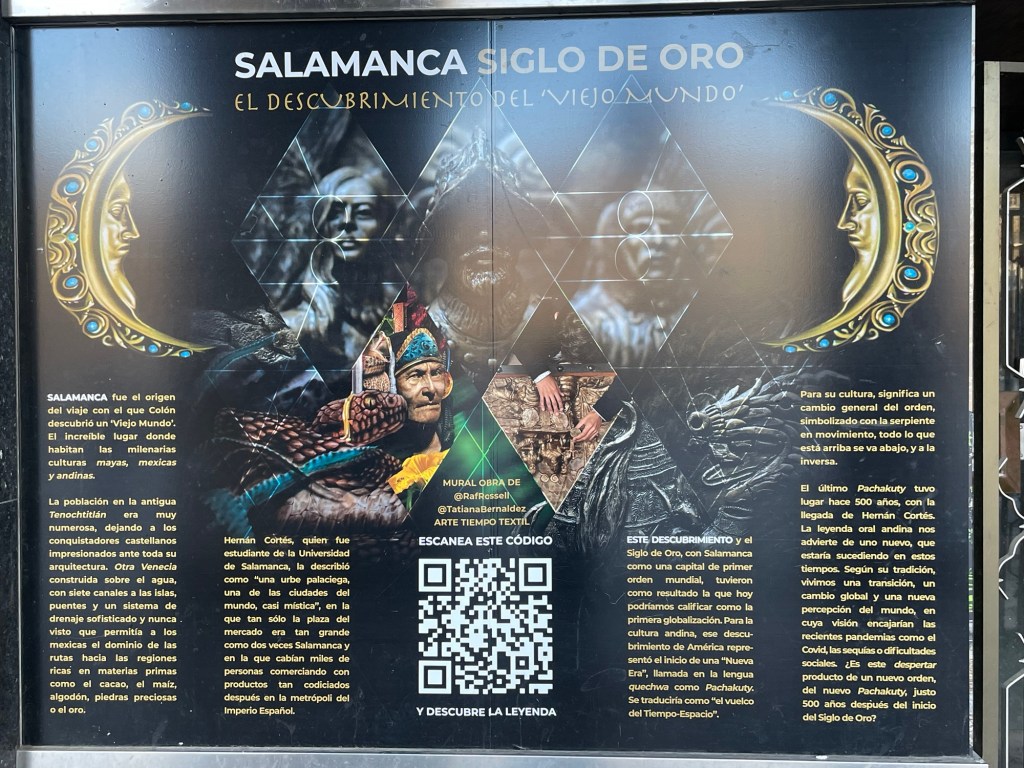 SALAMANCA SIGLO DE ORO
EL DESCUBRIMIENTO DEL 'VIEJO MUNDO'
SALAMANCA fue el origen
del viaje con el que Colón
descubrió un 'Viejo Mundo'.
El increíble lugar donde
habitan las milenarias
culturas mayas, mexicas
y andinas.
La población en la antigua
Tenochtitlán era muy
numerosa, dejando a los
conquistadores castellanos
impresionados ante toda su
arquitectura. Otra Venecia
construida sobre el agua,
con siete canales a las islas,
puentes y un sistema de
drenaje sofisticado y nunca
visto que permitía a los
mexicas el dominio de las
rutas hacia las regiones
ricas en materias primas
como el cacao, el maíz,
algodón, piedras preciosas
o el oro.
Hernán Cortés, quien fue
estudiante de la Universidad
de Salamanca, la describió
como "una urbe palaciega,
una de las ciudades del
mundo, casi mística", en la
que tan sólo la plaza del
mercado era tan grande
como dos veces Salamanca y
en la que cabían miles de
personas comerciando con
productos tan codiciados
después en la metrópoli del
Imperio Español.
MURAL OBRA DE
@RafRossell
@TatianaBernaldez
ARTE TIEMPO TEXTIL
ESCANEA ESTE CÓDIGO
Y DESCUBRE LA LEYENDA
ESTE DESCUBRIMIENTO y el
Siglo de Oro, con Salamanca
como una capital de primer
orden mundial, tuvieron
como resultado la que hoy
podríamos calificar como la
primera globalización. Para la
cultura andina, ese descu-
brimiento de América repre-
sentó el inicio de una "Nueva
Era", llamada en la lengua
quechwa como Pachakuty.
Se traduciría como "el vuelco
del Tiempo-Espacio".
Para su cultura, significa un
cambio general del orden,
simbolizado con la serpiente
en movimiento, todo lo que
está arriba se va abajo, y a la
inversa.
El último Pachakuty tuvo
lugar hace 500 años, con la
llegada de Hernán Cortés.
La leyenda oral andina nos
advierte de uno nuevo, que
estaría sucediendo en estos
tiempos. Según su tradición,
vivimos una transición, un
cambio global y una nueva
percepción del mundo, en
cuya visión encajarían las
recientes pandemias como el
Covid, las sequías o dificultades
sociales. ¿Es este despertar
producto de un nuevo orden,
del nuevo Pachakuty, justo
500 años después del inicio
del Siglo de Oro?